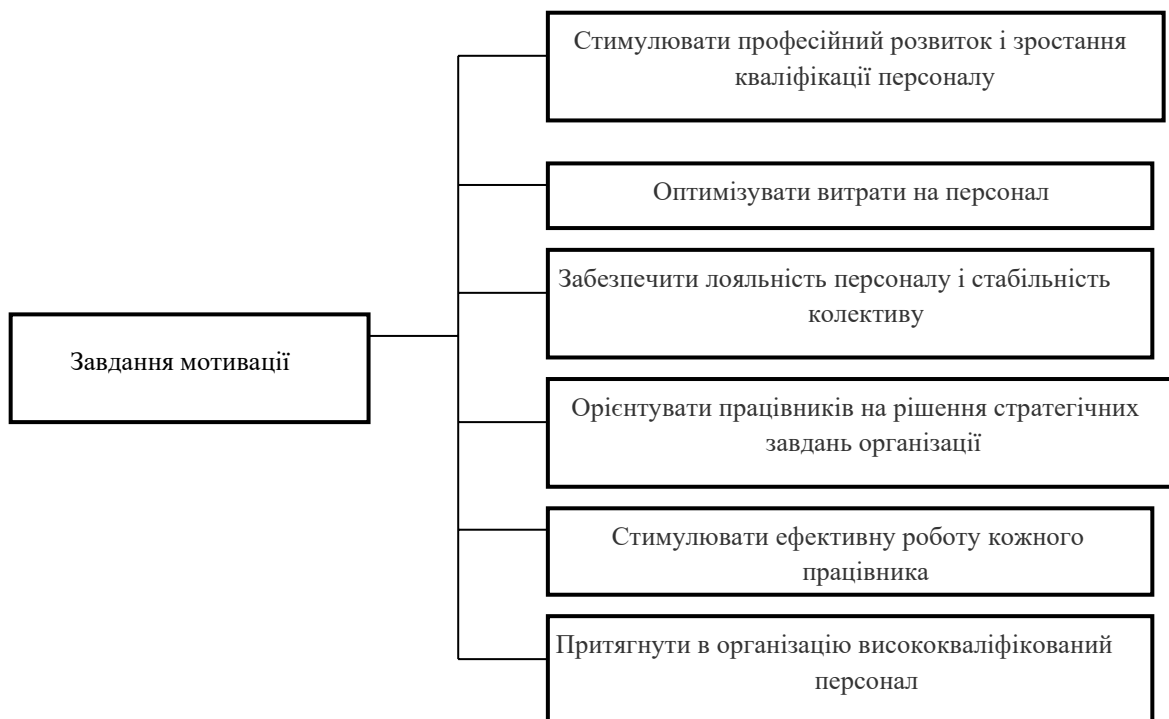 Стимулювати професійний розвиток і зростання
кваліфікації персоналу
Оптимізувати витрати на персонал
Забезпечити лояльність персоналу і стабільність
колективу
Завдання мотивації
Орієнтувати працівників на рішення стратегічних
завдань організації
Стимулювати ефективну роботу кожного
працівника
Притягнути в організацію висококваліфікований
персонал